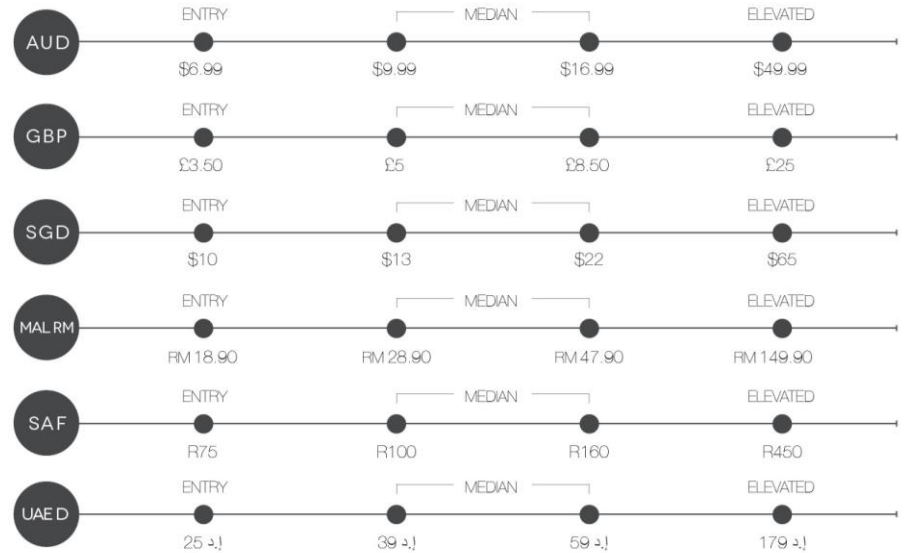 ENTRY MEDIAN ELEVATED
AUD
$6.99 $9.99 $16.99 $49.99
ENTRY MEDIAN ELEVATED
GBP
£3.50 £5 £8.50 £25
ENTRY MEDIAN ELEVATED
SGD
$10 $13 $22 $65
ENTRY MEDIAN ELEVATED
MAL RM
RM 18.90 RM 28.90 RM 47.90 RM 149.90
ENTRY MEDIAN ELEVATED
SAF
R75 R100 R160 R450
ENTRY MEDIAN ELEVATED
UAE D
25 39 59 179